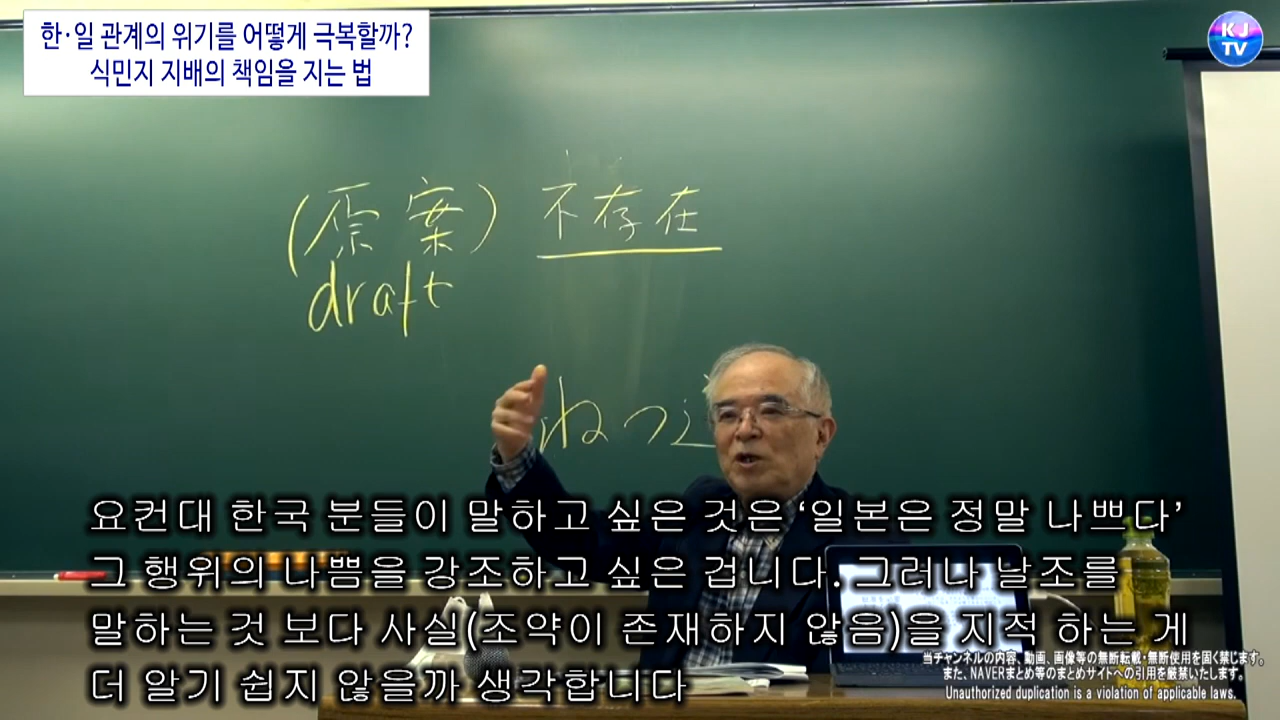 한·일 관계의 위기를 어떻게 극복할까?
식민지 지배의 책임을 지는 법
KJ
TV
(原案) 不存在
draft
ねつ
요컨대 한국 분들이 말하고 싶은 것은 ‘일본은 정말 나쁘다’
그 행위의 나쁨을 강조하고 싶은 겁니다. 그러나 날조를
말하는 것 보다 사실(조약이 존재하지 않음)을 지적 하는 게
더 알기 쉽지 않을까 생각합니다
当チャンネルの内容、動画、画像等の無断転載・無断使用を固く禁じます。
また、NAVERまとめ等のまとめサイトへの引用を厳禁いたします。
Unauthorized duplication is a violation of applicable laws.